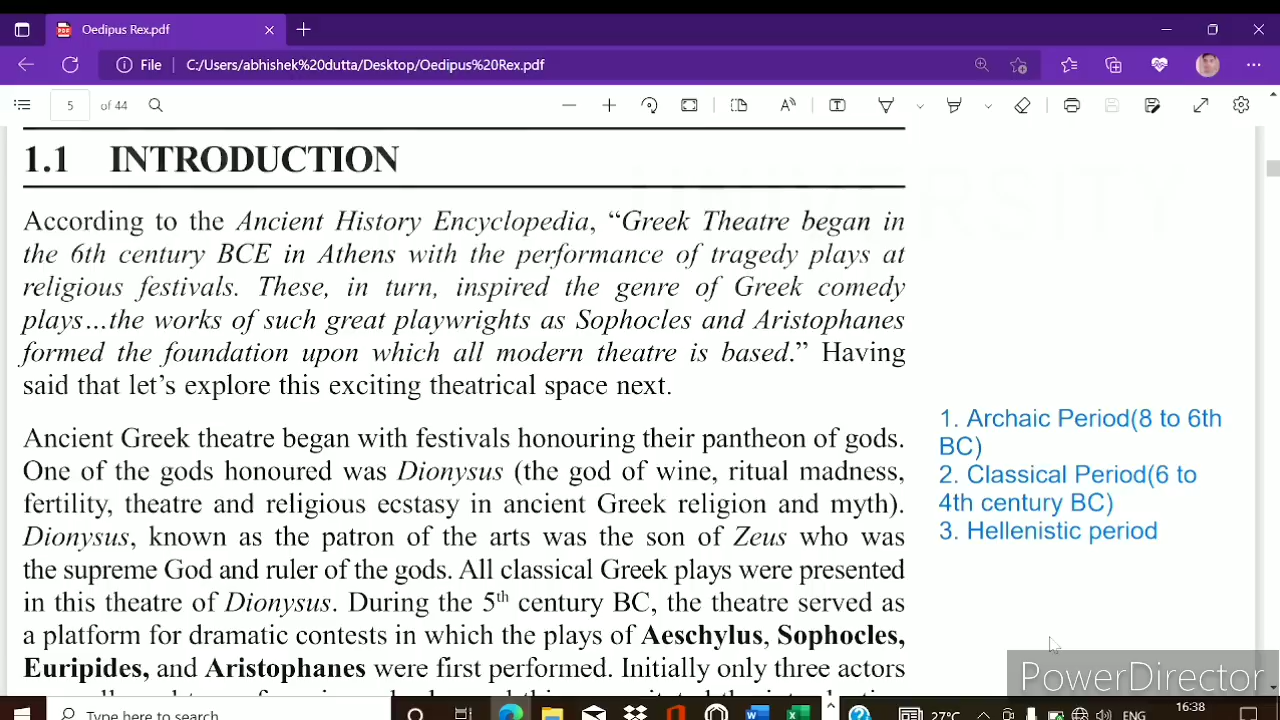 Oedipus Rex.pdf
File C:/Users/abhishek%20dutta/Desktop/Oedipus%20Rex.pdf
5 of 44
1.1 INTRODUCTION
According to the Ancient History Encyclopedia, “Greek Theatre began in
the 6th century BCE in Athens with the performance of tragedy plays at
religious festivals. These, in turn, inspired the genre of Greek comedy
plays…the works of such great playwrights as Sophocles and Aristophanes
formed the foundation upon which all modern theatre is based.” Having
said that let’s explore this exciting theatrical space next.
Ancient Greek theatre began with festivals honouring their pantheon of gods.
One of the gods honoured was Dionysus (the god of wine, ritual madness,
fertility, theatre and religious ecstasy in ancient Greek religion and myth).
Dionysus, known as the patron of the arts was the son of Zeus who was
the supreme God and ruler of the gods. All classical Greek plays were presented
in this theatre of Dionysus. During the 5th century BC, the theatre served as
a platform for dramatic contests in which the plays of Aeschylus, Sophocles,
Euripides, and Aristophanes were first performed. Initially only three actors
1. Archaic Period(8 to 6th
BC)
2. Classical Period(6 to
4th century BC)
3. Hellenistic period
PowerDirector
Type here to search
27°C
ENG
16:38